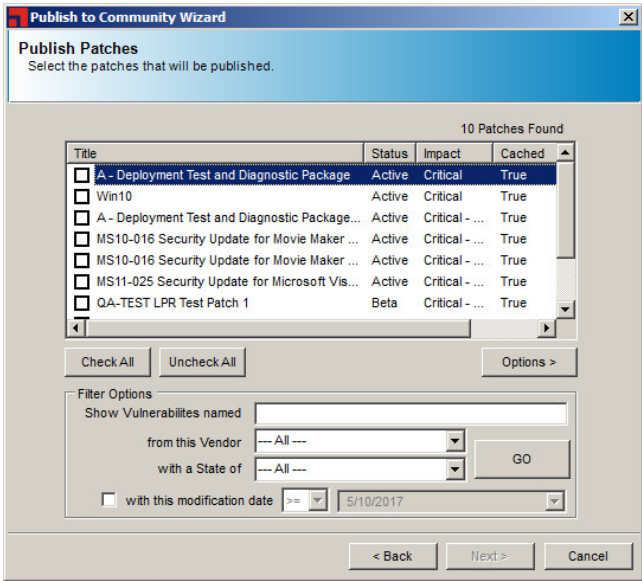 Publish to Community Wizard
Publish Patches
Select the patches that will be published.
10 Patches Found
Title Status Impact Cached
A - Deployment Test and Diagnostic Package Active Critical True
Win10 Active Critical True
A - Deployment Test and Diagnostic Package... Active Critical - ... True
MS10-016 Security Update for Movie Maker ... Active Critical - ... True
MS10-016 Security Update for Movie Maker ... Active Critical - ... True
MS11-025 Security Update for Microsoft Vis... Active Critical - ... True
QA-TEST LPR Test Patch 1 Beta Critical - ... True
Check All Uncheck All Options >
Filter Options
Show Vulnerabilites named
from this Vendor --- All ---
with a State of --- All ---
GO
with this modification date >= 5/10/2017
< Back Next > Cancel